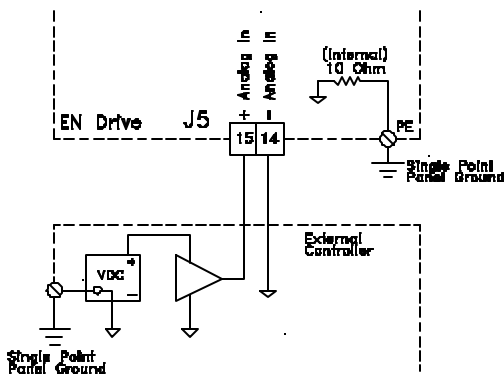 Analog In
Analog In
(Internal)
10 Ohm
EN Drive
J5
+
-
15
14
PE
Single Point
Panel Ground
External
Controller
VDC
+
-
Single Point
Panel Ground